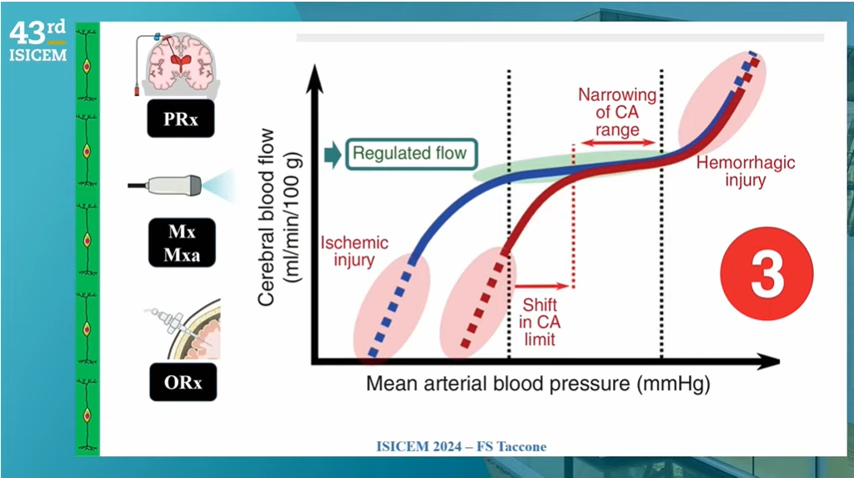 43rd
ISICEM
PRx
Mx
Mxa
ORx
Cerebral blood flow
(ml/min/100 g)
Regulated flow
Narrowing
of CA
range
Hemorrhagic
injury
Ischemic
injury
Shift
in CA
limit
3
Mean arterial blood pressure (mmHg)
ISICEM 2024 – FS Taccone